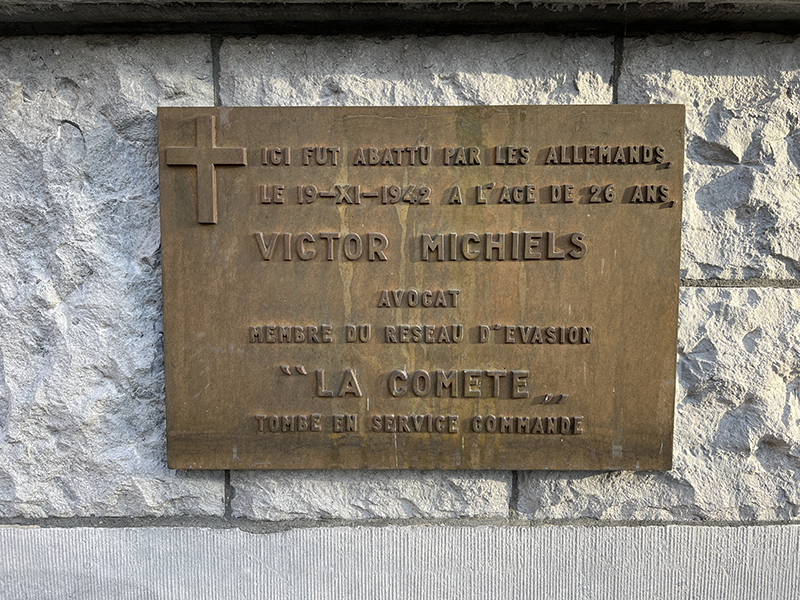 ICI FUT ABATTU PAR LES ALLEMANDS,
LE 19-XI-1942 A L'AGE DE 26 ANS,
VICTOR MICHIELS
AVOCAT
MEMBRE DU RESEAU D'EVASION
"LA COMETE"
TOMBE EN SERVICE COMMANDE